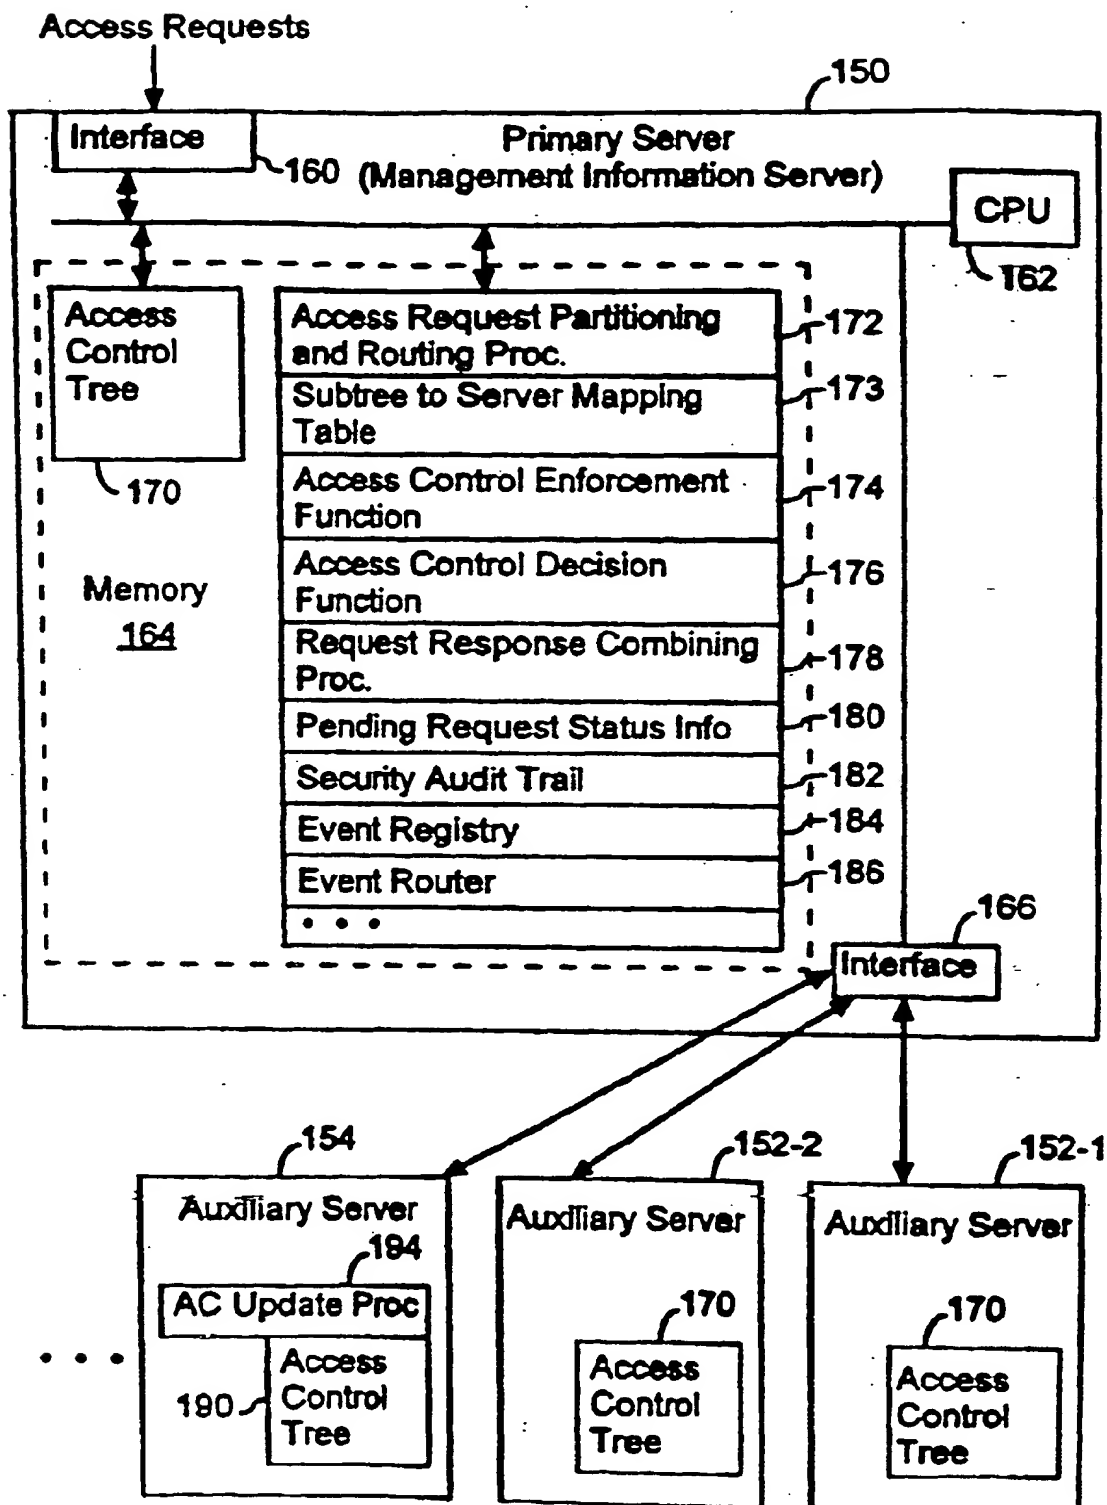 Access Requests
150
Interface
160
Primary Server
(Management Information Server)
CPU
162
Access
Control
Tree
170
Memory
164
Access Request Partitioning
and Routing Proc.
172
Subtree to Server Mapping
Table
173
Access Control Enforcement
Function
174
Access Control Decision
Function
176
Request Response Combining
Proc.
178
Pending Request Status Info
180
Security Audit Trail
182
Event Registry
184
Event Router
186
• • •
166
Interface
154
Auxiliary Server
194
AC Update Proc
190
Access
Control
Tree
• • •
152-2
Auxiliary Server
170
Access
Control
Tree
152-1
Auxiliary Server
170
Access
Control
Tree